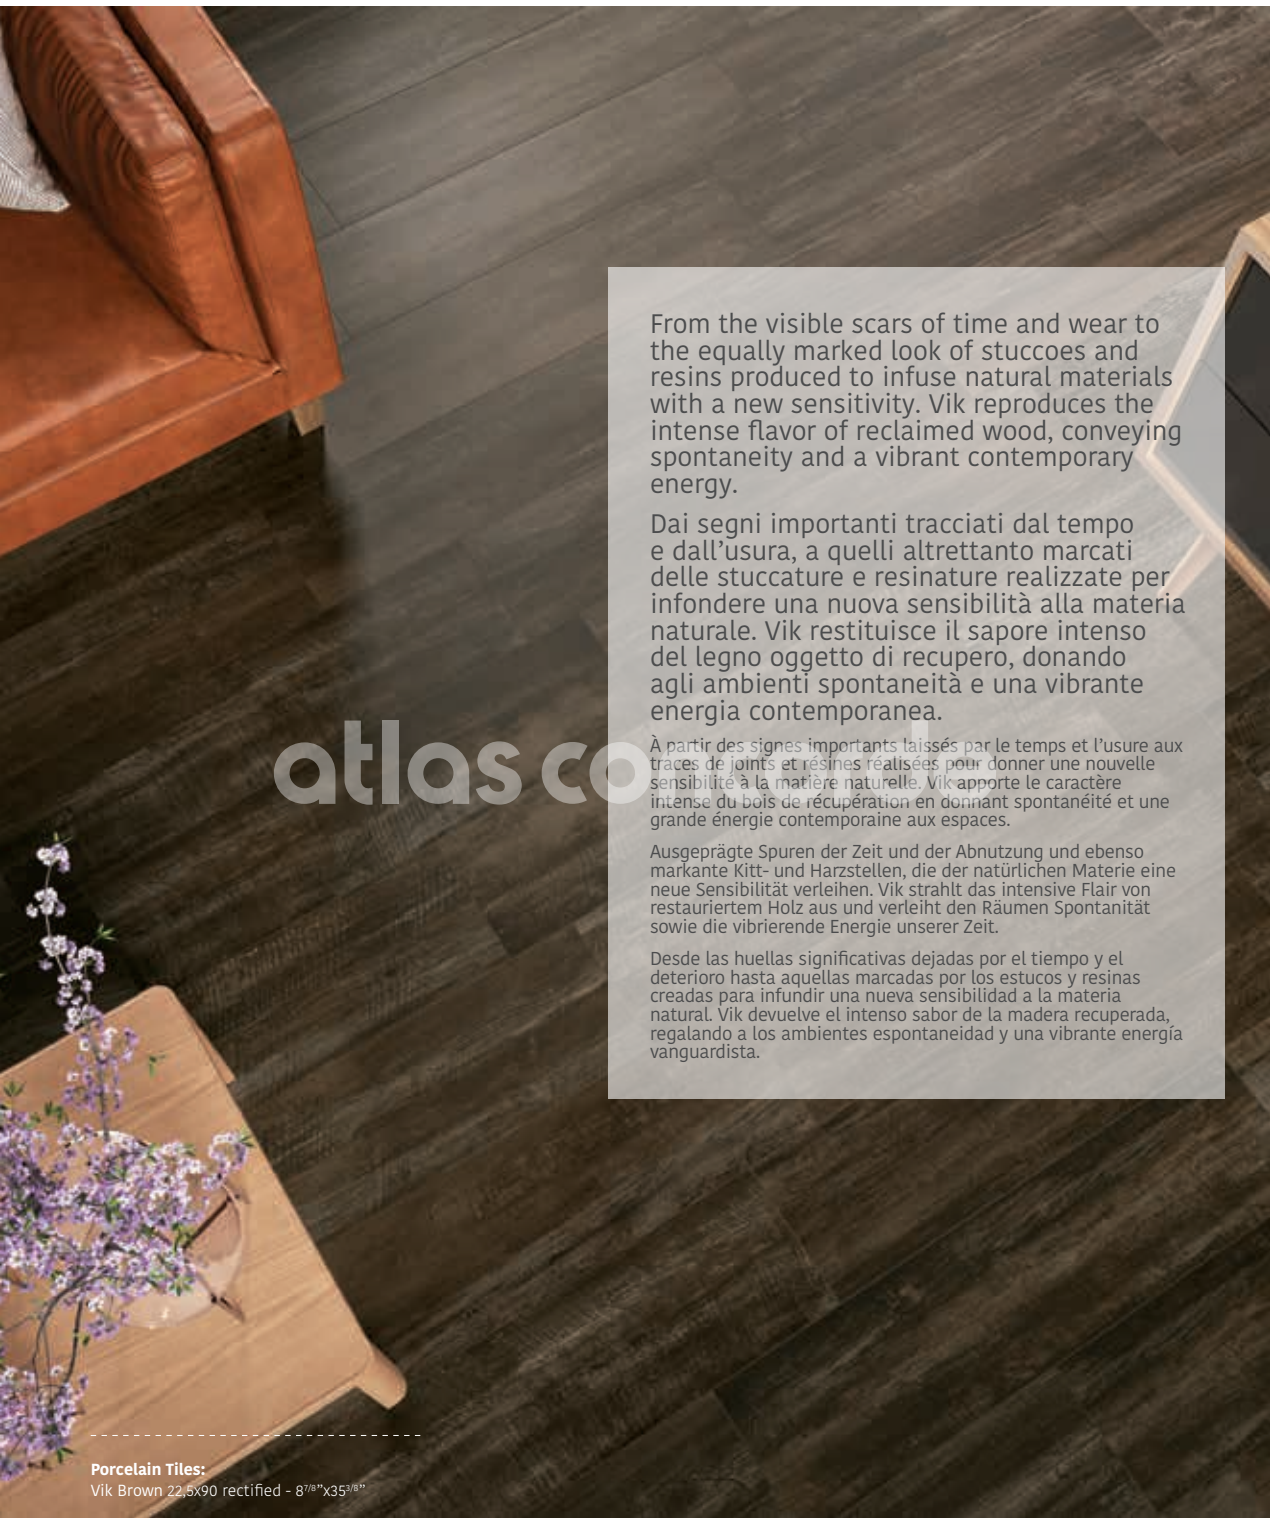 From the visible scars of time and wear to
the equally marked look of stuccoes and
resins produced to infuse natural materials
with a new sensitivity. Vik reproduces the
intense flavor of reclaimed wood, conveying
spontaneity and a vibrant contemporary
energy.
Dai segni importanti tracciati dal tempo
e dall’usura, a quelli altrettanto marcati
delle stuccature e resinature realizzate per
infondere una nuova sensibilità alla materia
naturale. Vik restituisce il sapore intenso
del legno oggetto di recupero, donando
agli ambienti spontaneità e una vibrante
energia contemporanea.
À partir des signes importants laissés par le temps et l’usure aux
traces de joints et résines réalisées pour donner une nouvelle
sensibilité à la matière naturelle. Vik apporte le caractère
intense du bois de récupération en donnant spontanéité et une
grande énergie contemporaine aux espaces.
Ausgeprägte Spuren der Zeit und der Abnutzung und ebenso
markante Kitt- und Harzstellen, die der natürlichen Materie eine
neue Sensibilität verleihen. Vik strahlt das intensive Flair von
restauriertem Holz aus und verleiht den Räumen Spontanität
sowie die vibrierende Energie unserer Zeit.
Desde las huellas significativas dejadas por el tiempo y el
deterioro hasta aquellas marcadas por los estucos y resinas
creadas para infundir una nueva sensibilidad a la materia
natural. Vik devuelve el intenso sabor de la madera recuperada,
regalando a los ambientes espontaneidad y una vibrante energía
vanguardista.
atlas concorde
Porcelain Tiles:
Vik Brown 22,5x90 rectified - 8⁷/⁸”x35³/⁸”